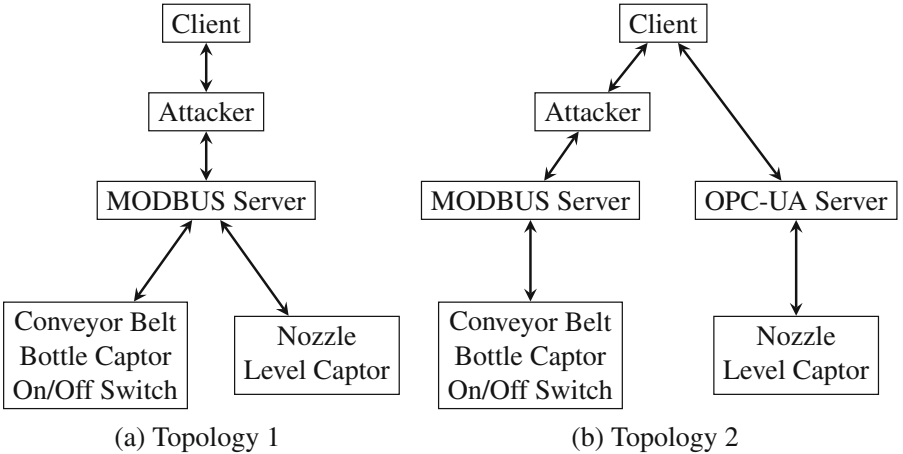 Client
Attacker
MODBUS Server
Conveyor Belt
Bottle Captor
On/Off Switch
Nozzle
Level Captor
(a) Topology 1
Client
Attacker
MODBUS Server
OPC-UA Server
Conveyor Belt
Bottle Captor
On/Off Switch
Nozzle
Level Captor
(b) Topology 2